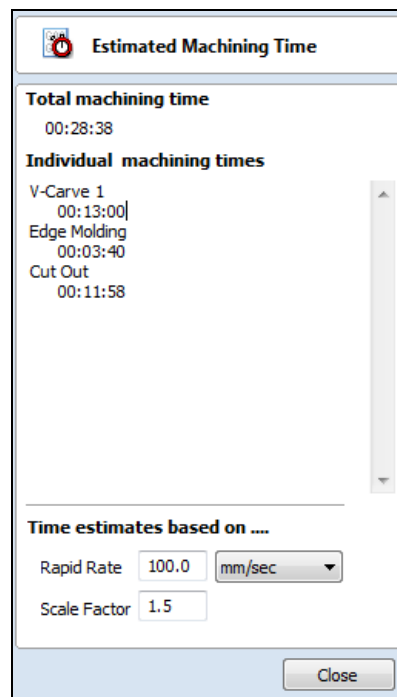 Estimated Machining Time
Total machining time
00:28:38
Individual machining times
V-Carve 1
00:13:00
Edge Molding
00:03:40
Cut Out
00:11:58
Time estimates based on ....
Rapid Rate 100.0 mm/sec
Scale Factor 1.5
Close